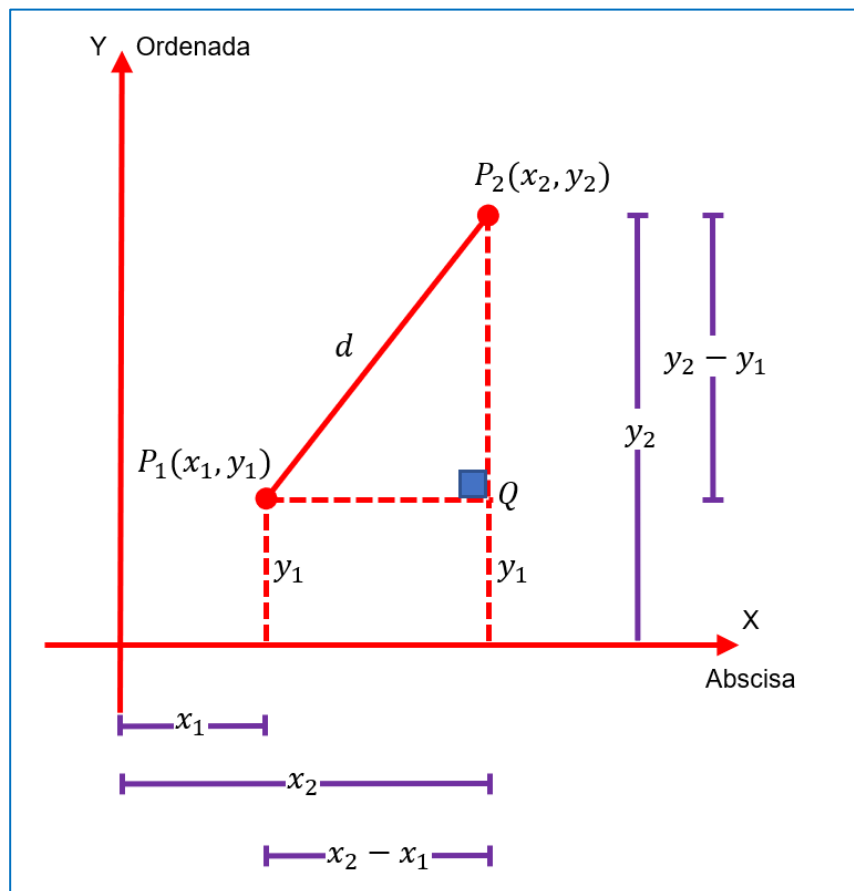 Y Ordenada
P₂(x₂, y₂)
d
y₂ − y₁
y₂
P₁(x₁, y₁)
Q
y₁ y₁
X
Abscisa
x₁
x₂
x₂ − x₁